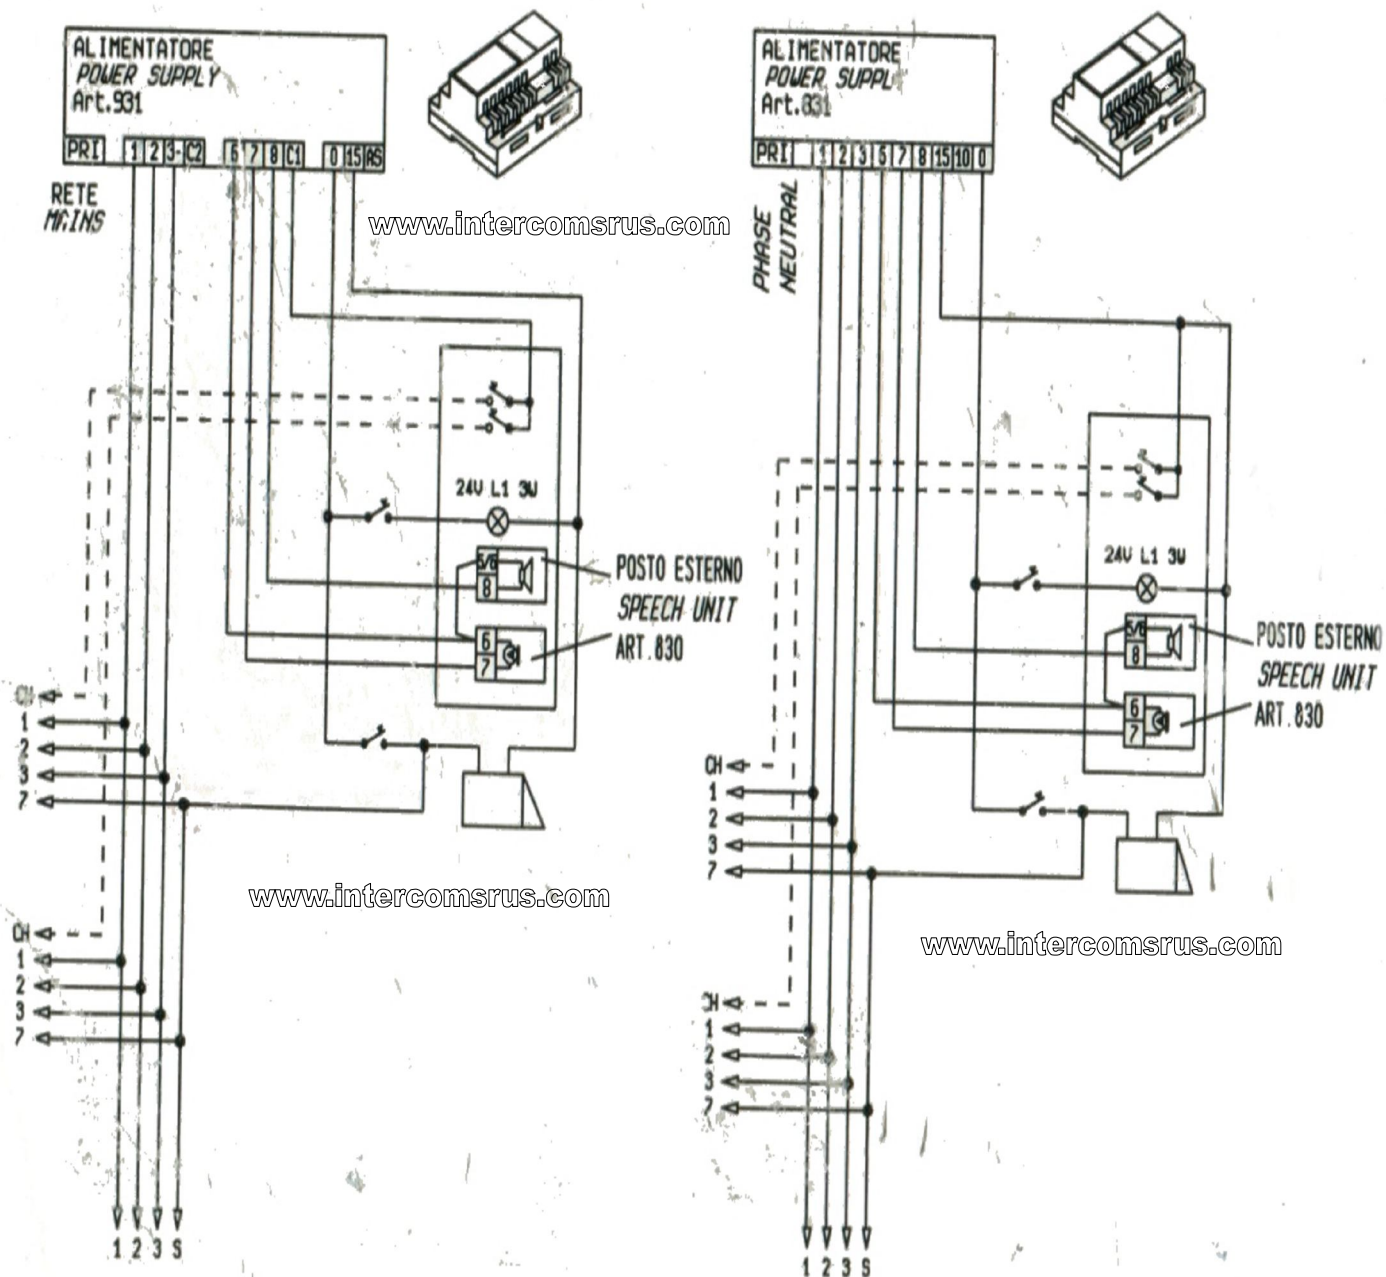 ALIMENTATORE
POWER SUPPLY
Art.931
PRI 1 2 3- C2 6 7 8 C1 0 15 AS
RETE
MAINS
www.intercomsrus.com
24V L1 3W
5/6
8
6
7
POSTO ESTERNO
SPEECH UNIT
ART.830
CH
1
2
3
7
www.intercomsrus.com
CH
1
2
3
7
1 2 3 S
ALIMENTATORE
POWER SUPPL
Art.831
PRI 1 2 3 6 7 8 15 10 0
PHASE
NEUTRAL
24V L1 3W
5/6
8
6
7
POSTO ESTERNO
SPEECH UNIT
ART.830
CH
1
2
3
7
www.intercomsrus.com
CH
1
2
3
7
1 2 3 S